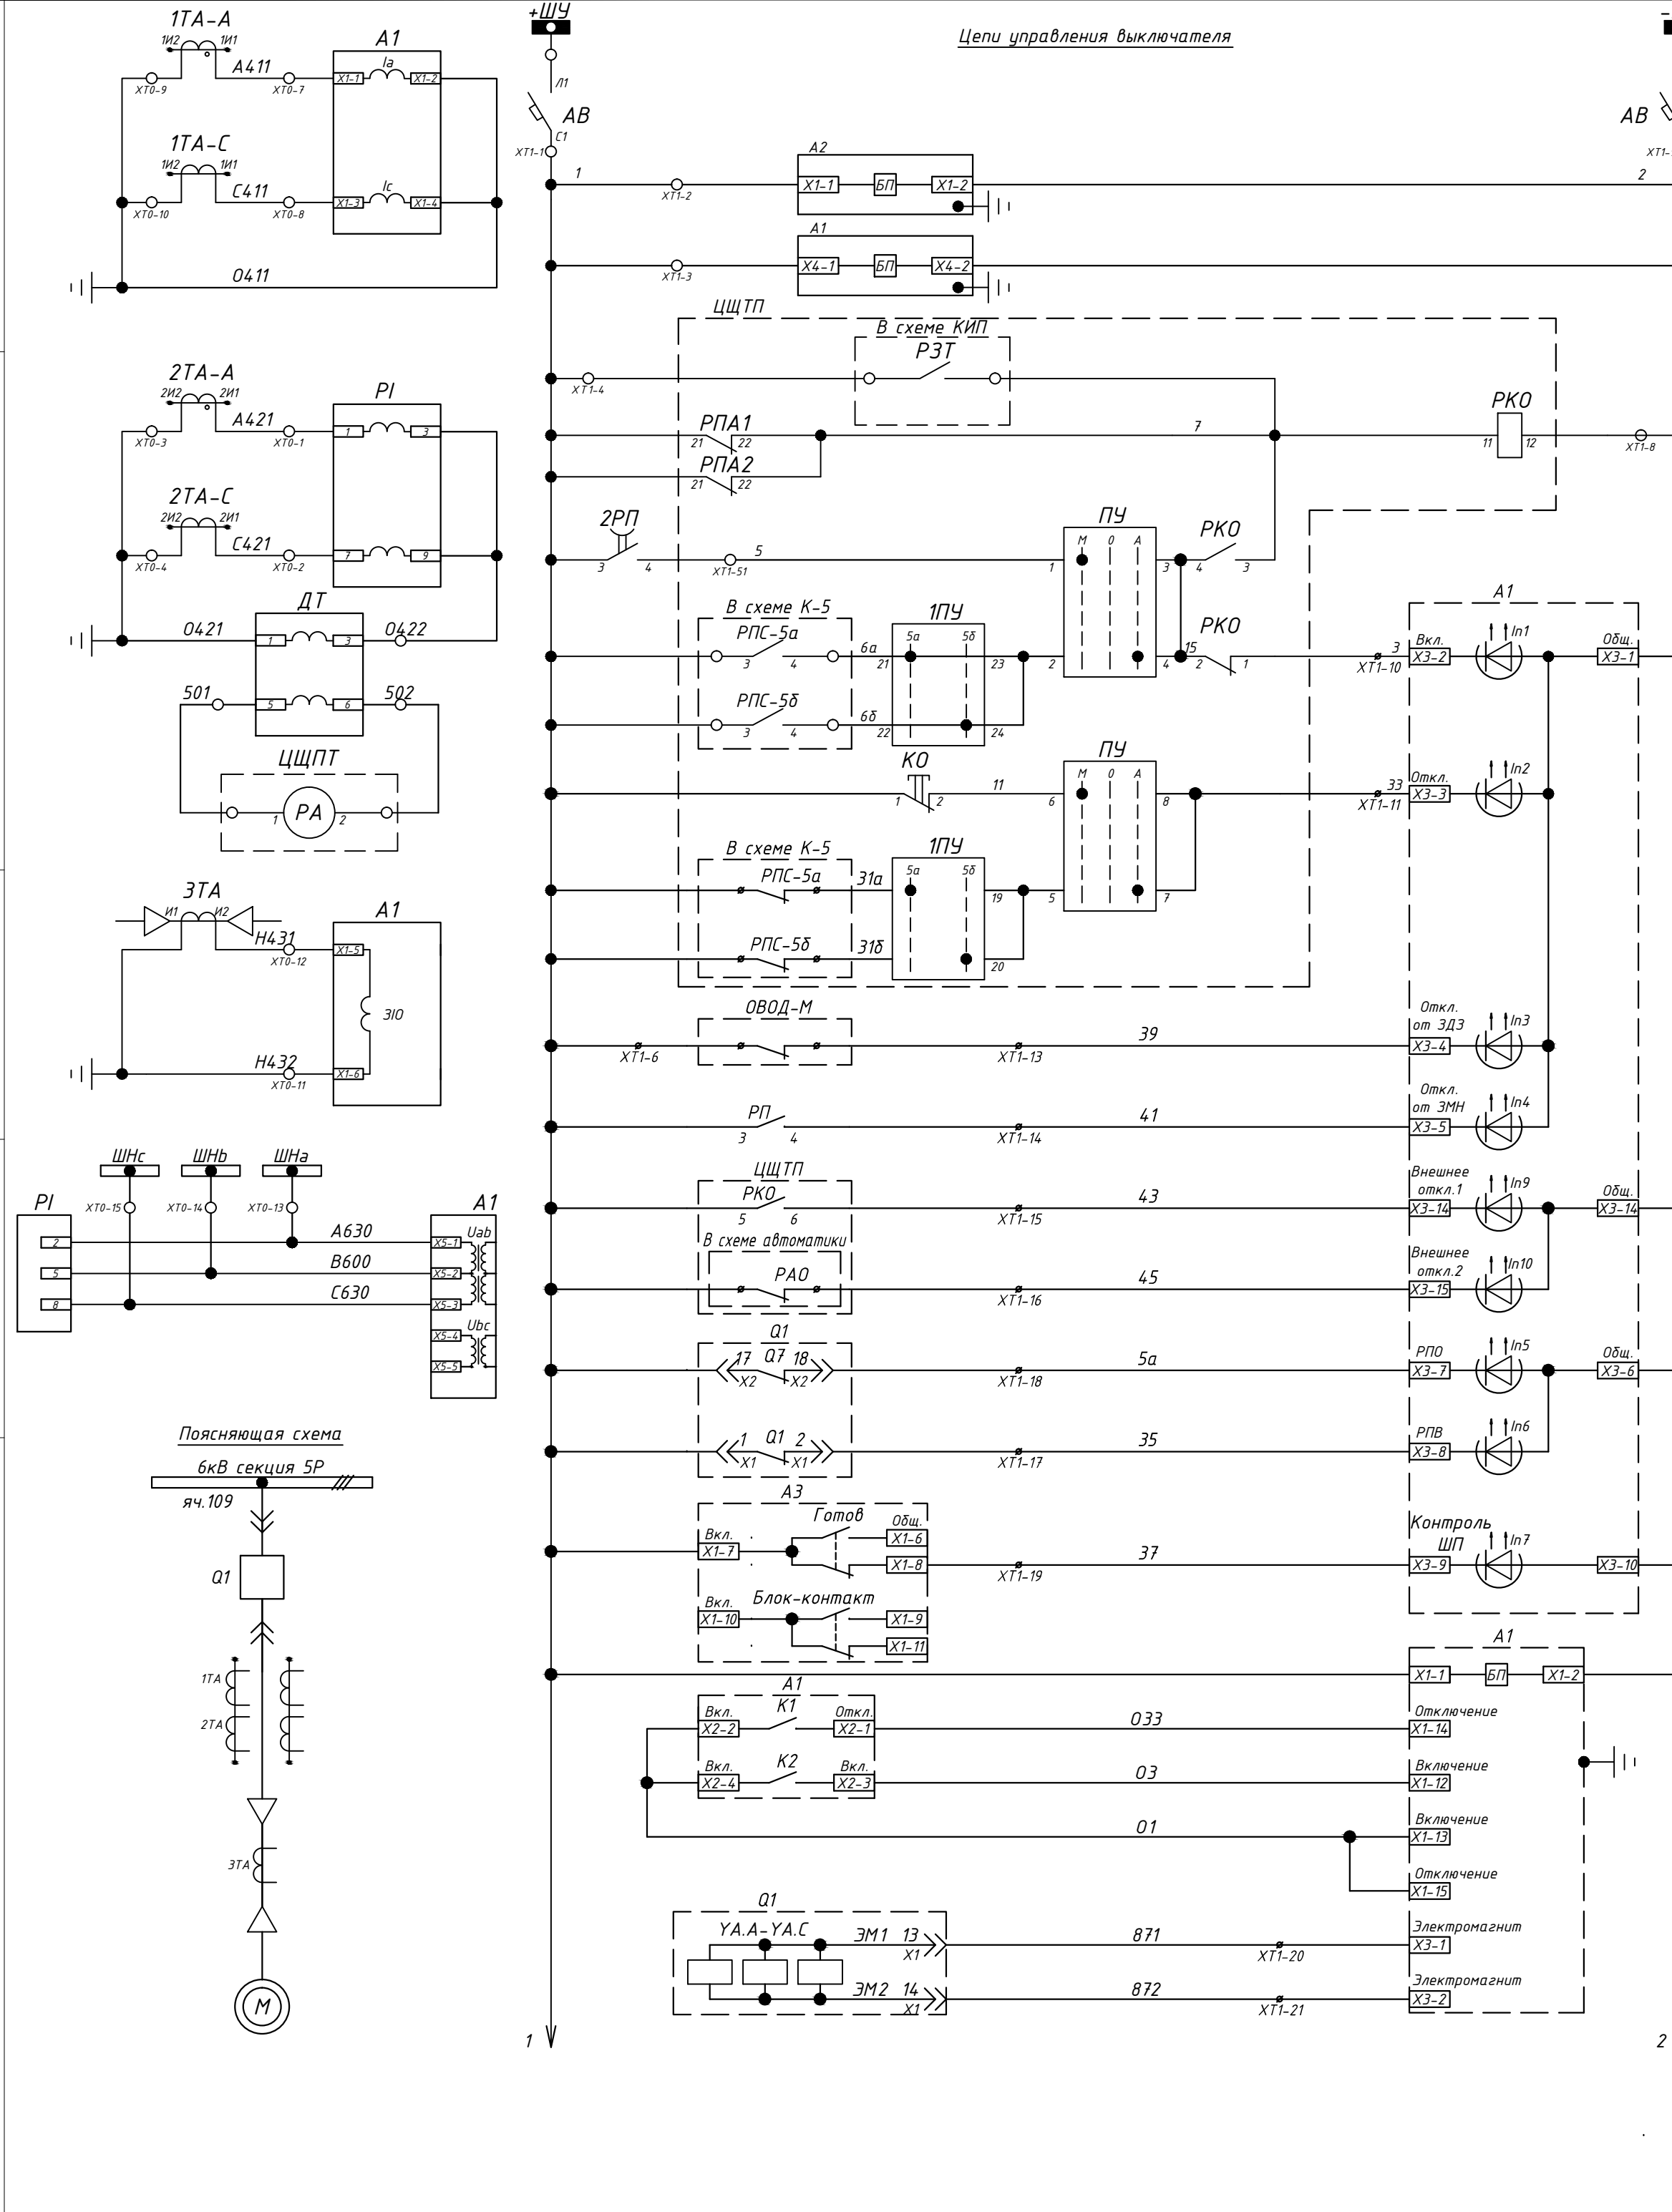 1ТА-А
1И2 1И1
А411
ХТ0-9 ХТ0-7
А1
Ia
Х1-1 Х1-2
1ТА-С
1И2 1И1
С411
ХТ0-10 ХТ0-8
Ic
Х1-3 Х1-4
О411
2ТА-А
2И2 2И1
А421
ХТ0-3 ХТ0-1
PI
1 3
2ТА-С
2И2 2И1
С421
ХТ0-4 ХТ0-2
7 9
ДТ
О421 1 3 О422
501 5 6 502
ЦЩПТ
1 РА 2
3ТА
И1 И2
Н431
ХТ0-12
А1
Х1-5
3IO
Н432
ХТ0-11
Х1-6
ШНс ШНb ШНа
ХТ0-15 ХТ0-14 ХТ0-13
PI
2
5
8
А630
В600
С630
А1
Uab
Х5-1
Х5-2
Х5-3
Ubc
Х5-4
Х5-5
Поясняющая схема
6кВ секция 5Р
яч.109
Q1
1ТА
2ТА
3ТА
М
+ШУ
Цепи управления выключателя
-
Л1
АВ
С1
ХТ1-1
АВ
ХТ1-
1
ХТ1-2
А2
Х1-1 БП Х1-2
2
ХТ1-3
А1
Х4-1 БП Х4-2
ЦЩТП
В схеме КИП
РЗТ
ХТ1-4
РПА1
21 22
7
РКО
11 12
ХТ1-8
РПА2
21 22
2РП
3 4
5
ХТ1-51
ПУ
М 0 А
1 3
РКО
4 3
В схеме К-5
РПС-5а
3 4
6а
21
1ПУ
5а 5б
23
2 4
15
РКО
2 1
3
ХТ1-10
РПС-5б
3 4
6б
22 24
А1
Вкл.
Х3-2
In1
Общ.
Х3-1
КО
1 2
11
ПУ
М 0 А
6 8
33
ХТ1-11
Откл.
Х3-3
In2
В схеме К-5
РПС-5а
31а
1ПУ
5а 5б
19
5 7
РПС-5б
31б
20
ОВОД-М
ХТ1-6
ХТ1-13
39
Откл.
от ЗДЗ
Х3-4
In3
РП
3 4
ХТ1-14
41
Откл.
от ЗМН
Х3-5
In4
ЦЩТП
РКО
5 6
ХТ1-15
43
Внешнее
откл.1
Х3-14
In9
Общ.
Х3-14
В схеме автоматики
РАО
ХТ1-16
45
Внешнее
откл.2
Х3-15
In10
Q1
17 Q7 18
Х2 Х2
ХТ1-18
5а
РПО
Х3-7
In5
Общ.
Х3-6
1 Q1 2
Х1 Х1
ХТ1-17
35
РПВ
Х3-8
In6
А3
Готов
Вкл.
Х1-7
Общ.
Х1-6
Х1-8
ХТ1-19
37
Контроль
ШП
Х3-9
In7
Х3-10
Блок-контакт
Вкл.
Х1-10
Х1-9
Х1-11
А1
Х1-1 БП Х1-2
А1
Вкл. К1 Откл.
Х2-2 Х2-1
О33
Отключение
Х1-14
Вкл. К2 Вкл.
Х2-4 Х2-3
О3
Включение
Х1-12
О1
Включение
Х1-13
Отключение
Х1-15
Q1
YA.A-YA.C
ЭМ1 13
Х1
871
ХТ1-20
Электромагнит
Х3-1
ЭМ2 14
Х1
872
ХТ1-21
Электромагнит
Х3-2
1
2